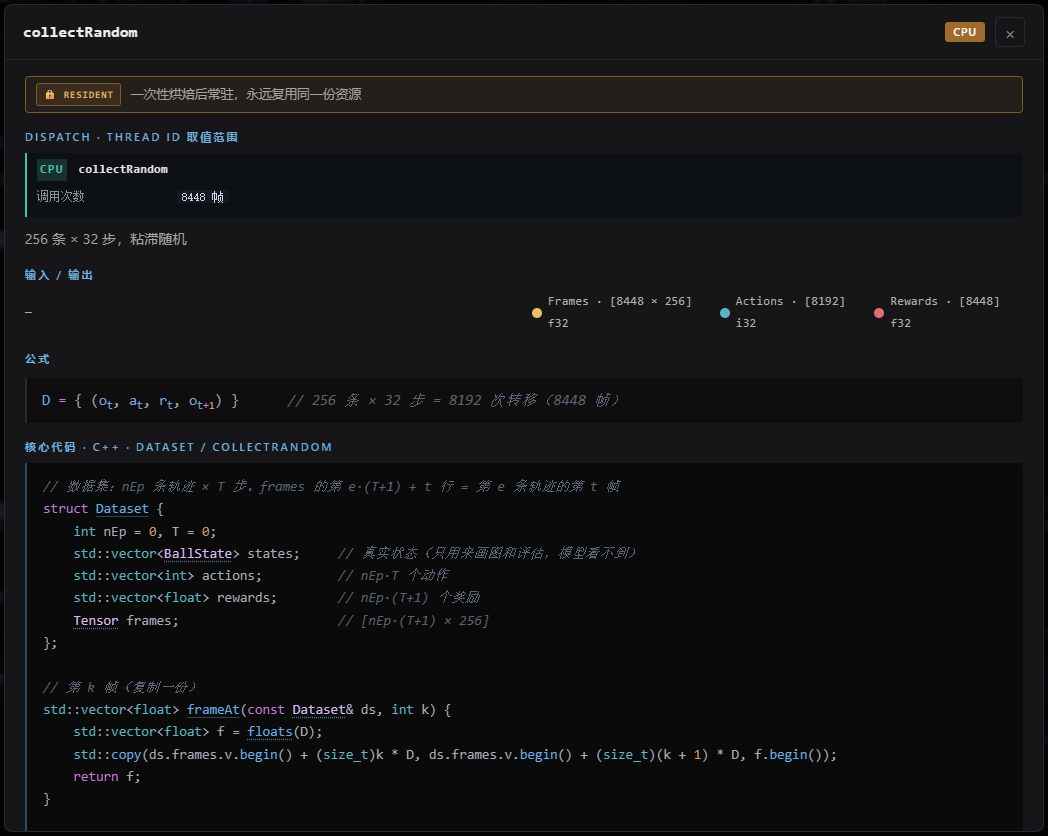 collectRandom
CPU
×
RESIDENT 一次性烘焙后常驻，永远复用同一份资源
DISPATCH · THREAD ID 取值范围
CPU collectRandom
调用次数 8448 帧
256 条 × 32 步，粘滞随机
输入 / 输出
—
Frames · [8448 × 256]
f32
Actions · [8192]
i32
Rewards · [8448]
f32
公式
D = { (o_t, a_t, r_t, o_t+1) } // 256 条 × 32 步 = 8192 次转移（8448 帧）
核心代码 · C++ · DATASET / COLLECTRANDOM
// 数据集：nEp 条轨迹 × T 步。frames 的第 e·(T+1) + t 行 = 第 e 条轨迹的第 t 帧
struct Dataset {
    int nEp = 0, T = 0;
    std::vector<BallState> states;     // 真实状态（只用来画图和评估，模型看不到）
    std::vector<int> actions;          // nEp·T 个动作
    std::vector<float> rewards;        // nEp·(T+1) 个奖励
    Tensor frames;                     // [nEp·(T+1) × 256]
};
// 第 k 帧（复制一份）
std::vector<float> frameAt(const Dataset& ds, int k) {
    std::vector<float> f = floats(D);
    std::copy(ds.frames.v.begin() + (size_t)k * D, ds.frames.v.begin() + (size_t)(k + 1) * D, f.begin());
    return f;
}